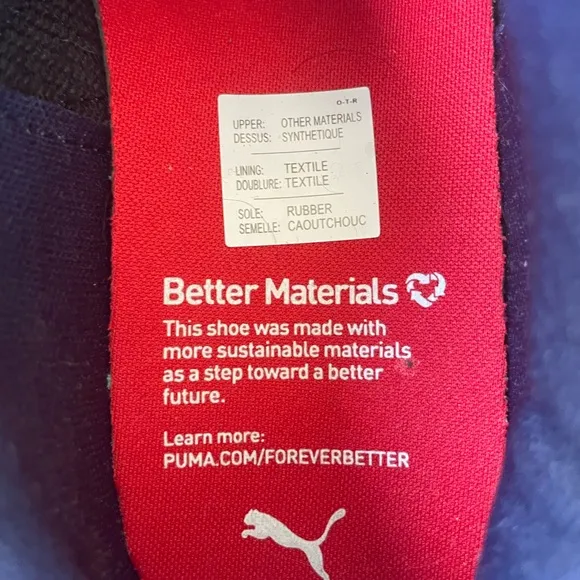 O-T-R
UPPER: OTHER MATERIALS
DESSUS: SYNTHETIQUE
LINING: TEXTILE
DOUBLURE: TEXTILE
SOLE: RUBBER
SEMELLE: CAOUTCHOUC
Better Materials
This shoe was made with
more sustainable materials
as a step toward a better
future.
Learn more:
PUMA.COM/FOREVERBETTER